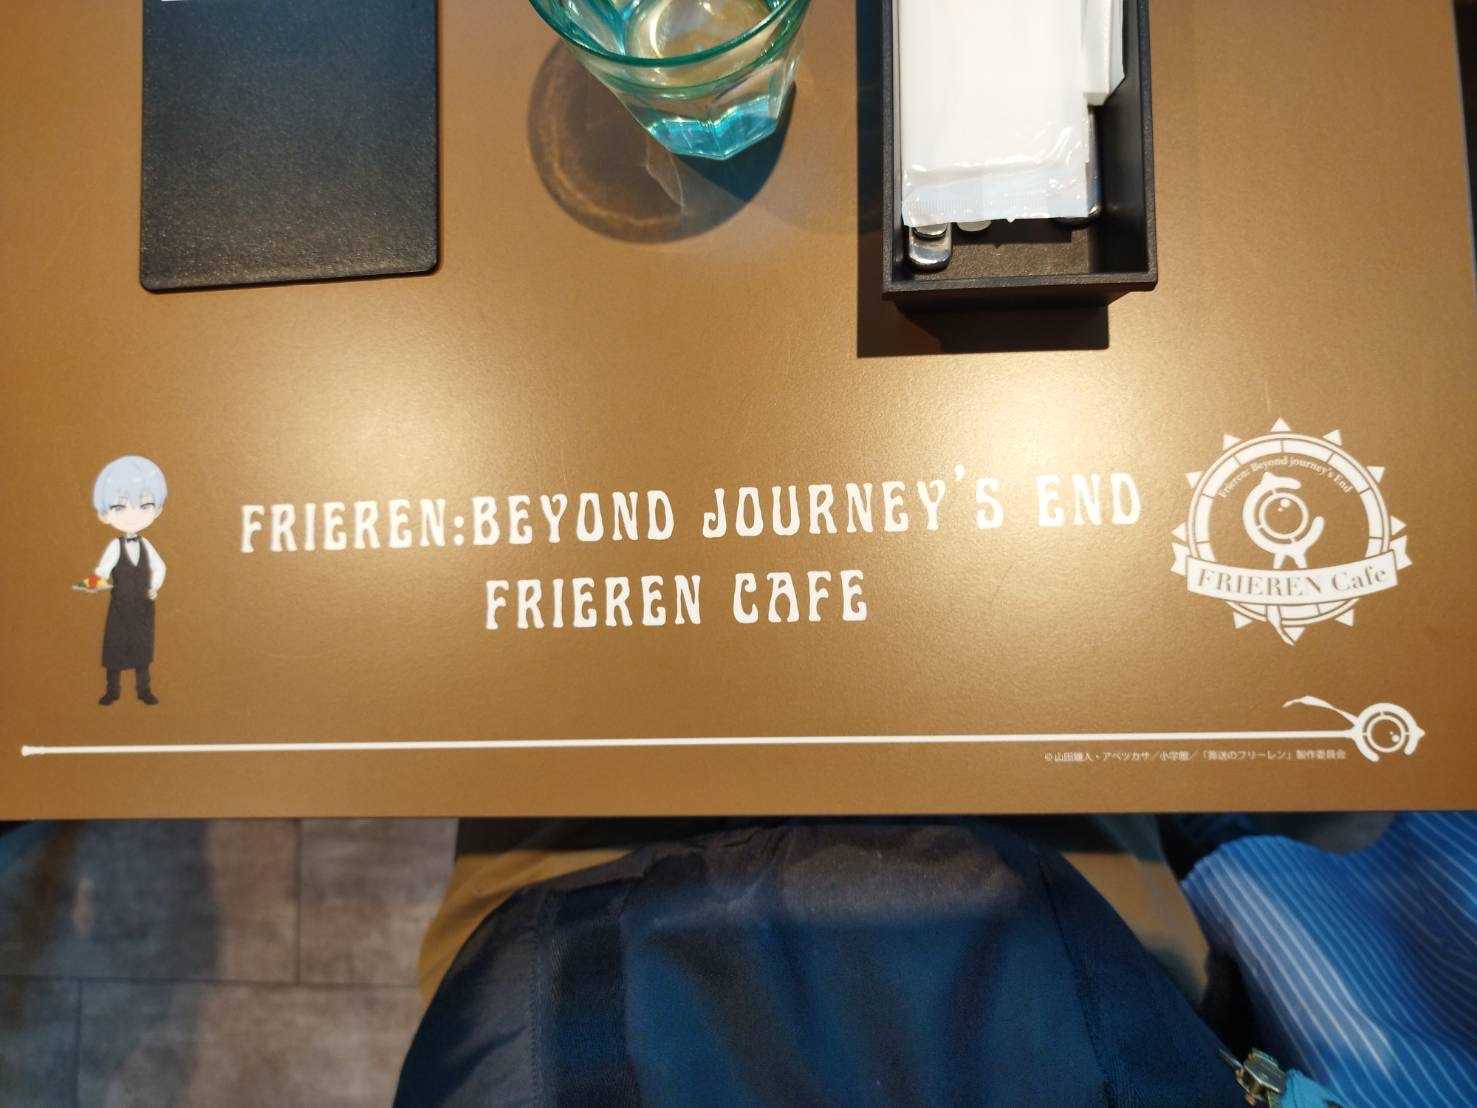 FRIEREN:BEYOND JOURNEY'S END
FRIEREN CAFE
Frieren: Beyond journey's End
FRIEREN Cafe
©山田鐘人・アベツカサ／小学館／「葬送のフリーレン」製作委員会